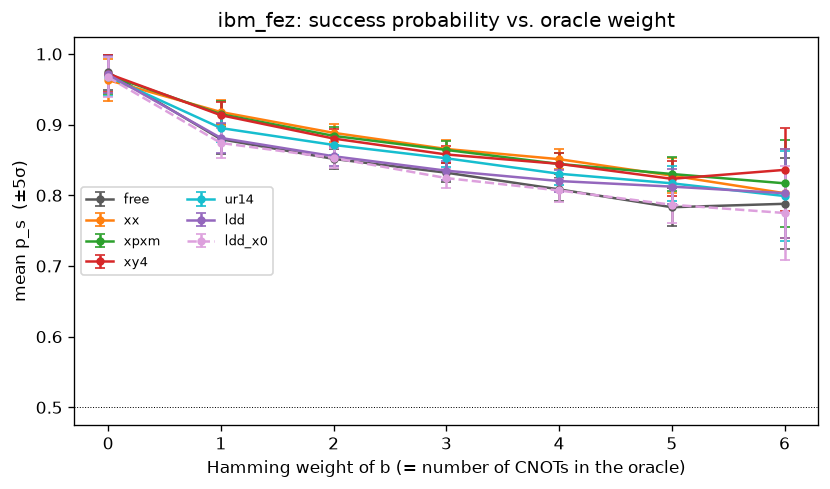 ibm_fez: success probability vs. oracle weight
mean p_s (±5σ)
1.0
0.9
0.8
0.7
0.6
0.5
free
xx
xpxm
xy4
ur14
ldd
ldd_x0
0 1 2 3 4 5 6
Hamming weight of b (= number of CNOTs in the oracle)